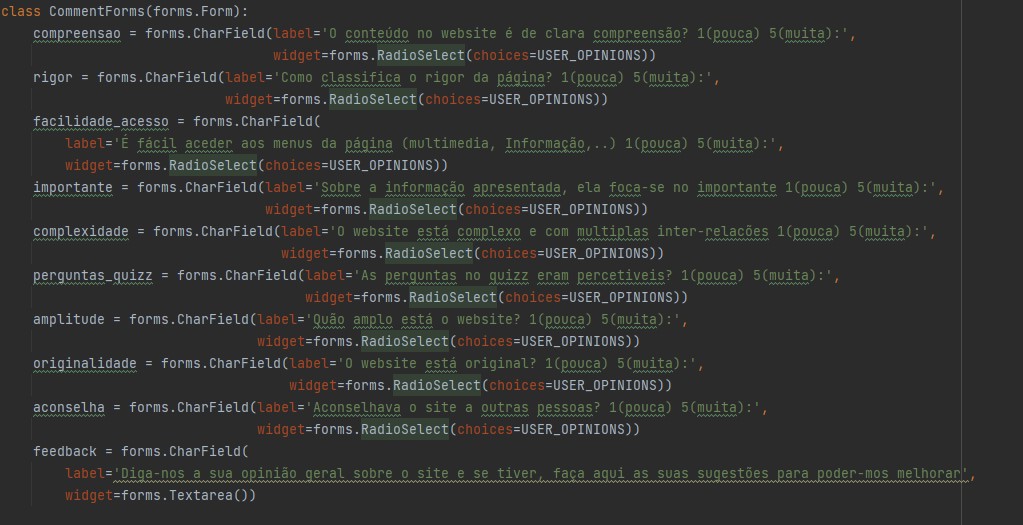 class CommentForms(forms.Form):
    compreensao = forms.CharField(label='O conteúdo no website é de clara compreensão? 1(pouca) 5(muita):',
                                  widget=forms.RadioSelect(choices=USER_OPINIONS))
    rigor = forms.CharField(label='Como classifica o rigor da página? 1(pouca) 5(muita):',
                            widget=forms.RadioSelect(choices=USER_OPINIONS))
    facilidade_acesso = forms.CharField(
        label='É fácil aceder aos menus da página (multimedia, Informação,..) 1(pouca) 5(muita):',
        widget=forms.RadioSelect(choices=USER_OPINIONS))
    importante = forms.CharField(label='Sobre a informação apresentada, ela foca-se no importante 1(pouca) 5(muita):',
                                 widget=forms.RadioSelect(choices=USER_OPINIONS))
    complexidade = forms.CharField(label='O website está complexo e com multiplas inter-relacões 1(pouca) 5(muita):',
                                   widget=forms.RadioSelect(choices=USER_OPINIONS))
    perguntas_quizz = forms.CharField(label='As perguntas no quizz eram percetiveis? 1(pouca) 5(muita):',
                                      widget=forms.RadioSelect(choices=USER_OPINIONS))
    amplitude = forms.CharField(label='Quão amplo está o website? 1(pouca) 5(muita):',
                                widget=forms.RadioSelect(choices=USER_OPINIONS))
    originalidade = forms.CharField(label='O website está original? 1(pouca) 5(muita):',
                                    widget=forms.RadioSelect(choices=USER_OPINIONS))
    aconselha = forms.CharField(label='Aconselhava o site a outras pessoas? 1(pouca) 5(muita):',
                                widget=forms.RadioSelect(choices=USER_OPINIONS))
    feedback = forms.CharField(
        label='Diga-nos a sua opinião geral sobre o site e se tiver, faça aqui as suas sugestões para poder-mos melhorar',
        widget=forms.Textarea())